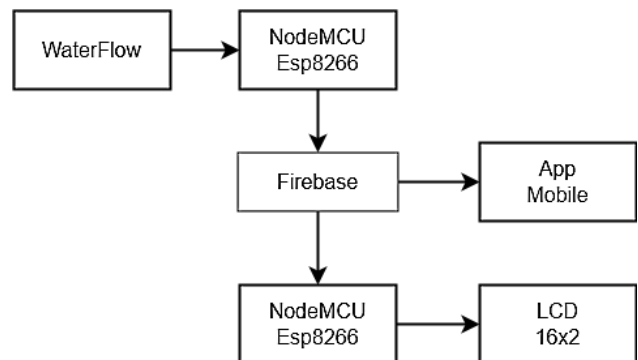 WaterFlow
NodeMCU
Esp8266
Firebase
App
Mobile
NodeMCU
Esp8266
LCD
16x2